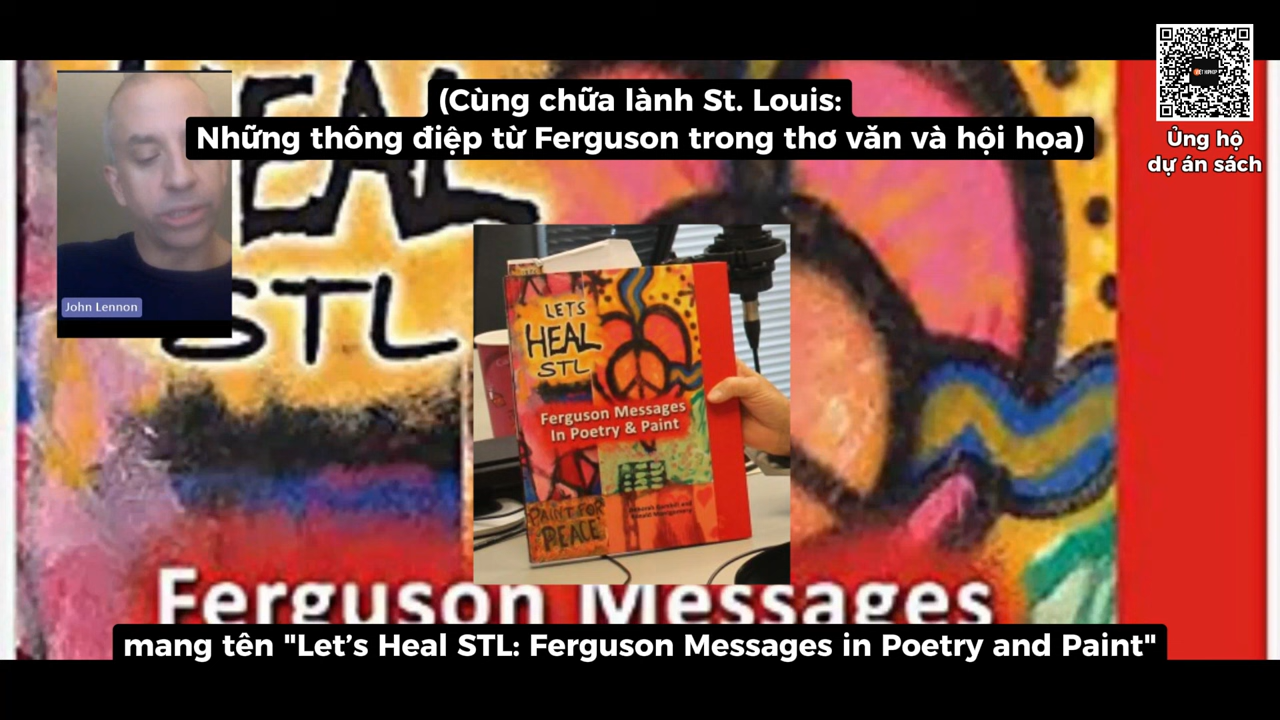 (Cùng chữa lành St. Louis:
Những thông điệp từ Ferguson trong thơ văn và hội họa)
Ủng hộ
dự án sách
John Lennon
HEAL
STL
LETS
HEAL
STL
Ferguson Messages
In Poetry & Paint
PAINT FOR
PEACE
Ferguson Messages
mang tên "Let’s Heal STL: Ferguson Messages in Poetry and Paint"